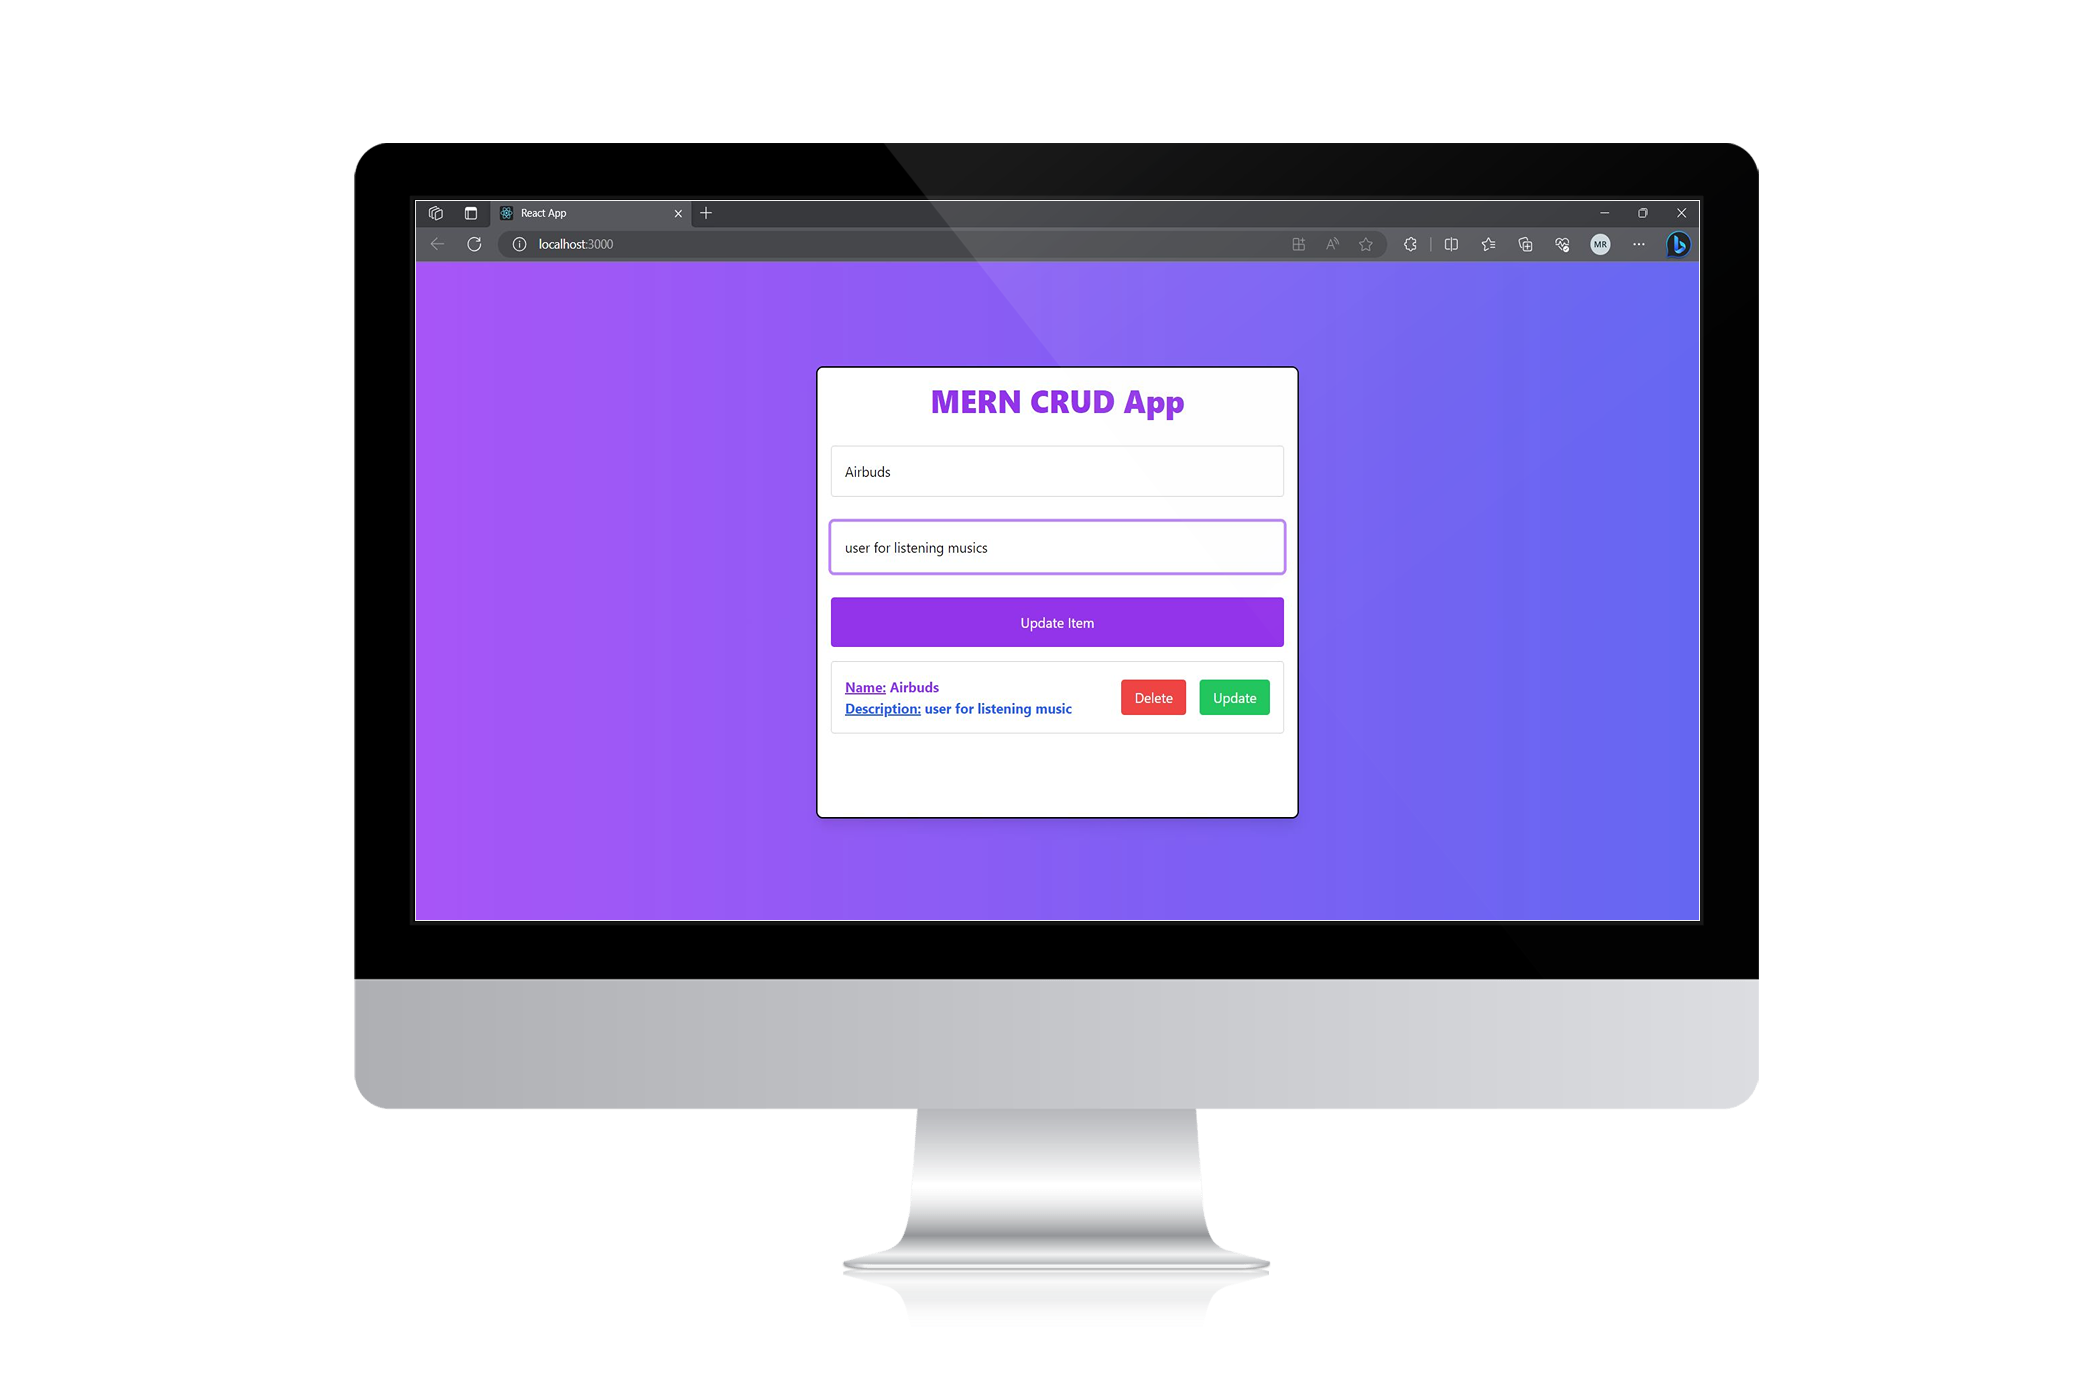 React App
localhost:3000
MR
MERN CRUD App
Airbuds
user for listening musics
Update Item
Name: Airbuds
Description: user for listening music
Delete
Update